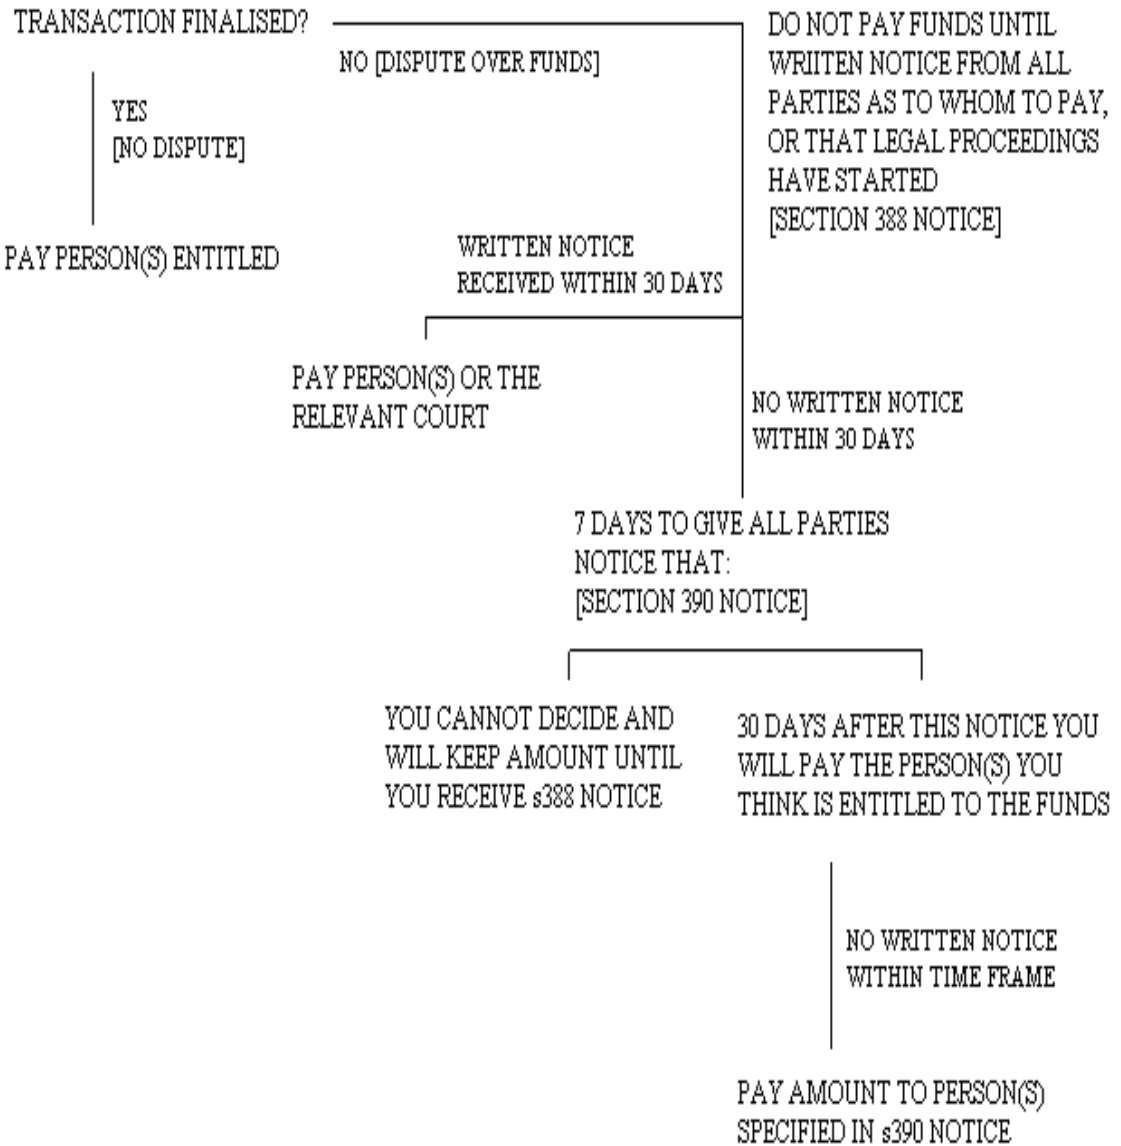 TRANSACTION FINALISED?
NO [DISPUTE OVER FUNDS]
YES
[NO DISPUTE]
PAY PERSON(S) ENTITLED
DO NOT PAY FUNDS UNTIL
WRIITEN NOTICE FROM ALL
PARTIES AS TO WHOM TO PAY,
OR THAT LEGAL PROCEEDINGS
HAVE STARTED
[SECTION 388 NOTICE]
WRITTEN NOTICE
RECEIVED WITHIN 30 DAYS
PAY PERSON(S) OR THE
RELEVANT COURT
NO WRITTEN NOTICE
WITHIN 30 DAYS
7 DAYS TO GIVE ALL PARTIES
NOTICE THAT:
[SECTION 390 NOTICE]
YOU CANNOT DECIDE AND
WILL KEEP AMOUNT UNTIL
YOU RECEIVE s388 NOTICE
30 DAYS AFTER THIS NOTICE YOU
WILL PAY THE PERSON(S) YOU
THINK IS ENTITLED TO THE FUNDS
NO WRITTEN NOTICE
WITHIN TIME FRAME
PAY AMOUNT TO PERSON(S)
SPECIFIED IN s390 NOTICE